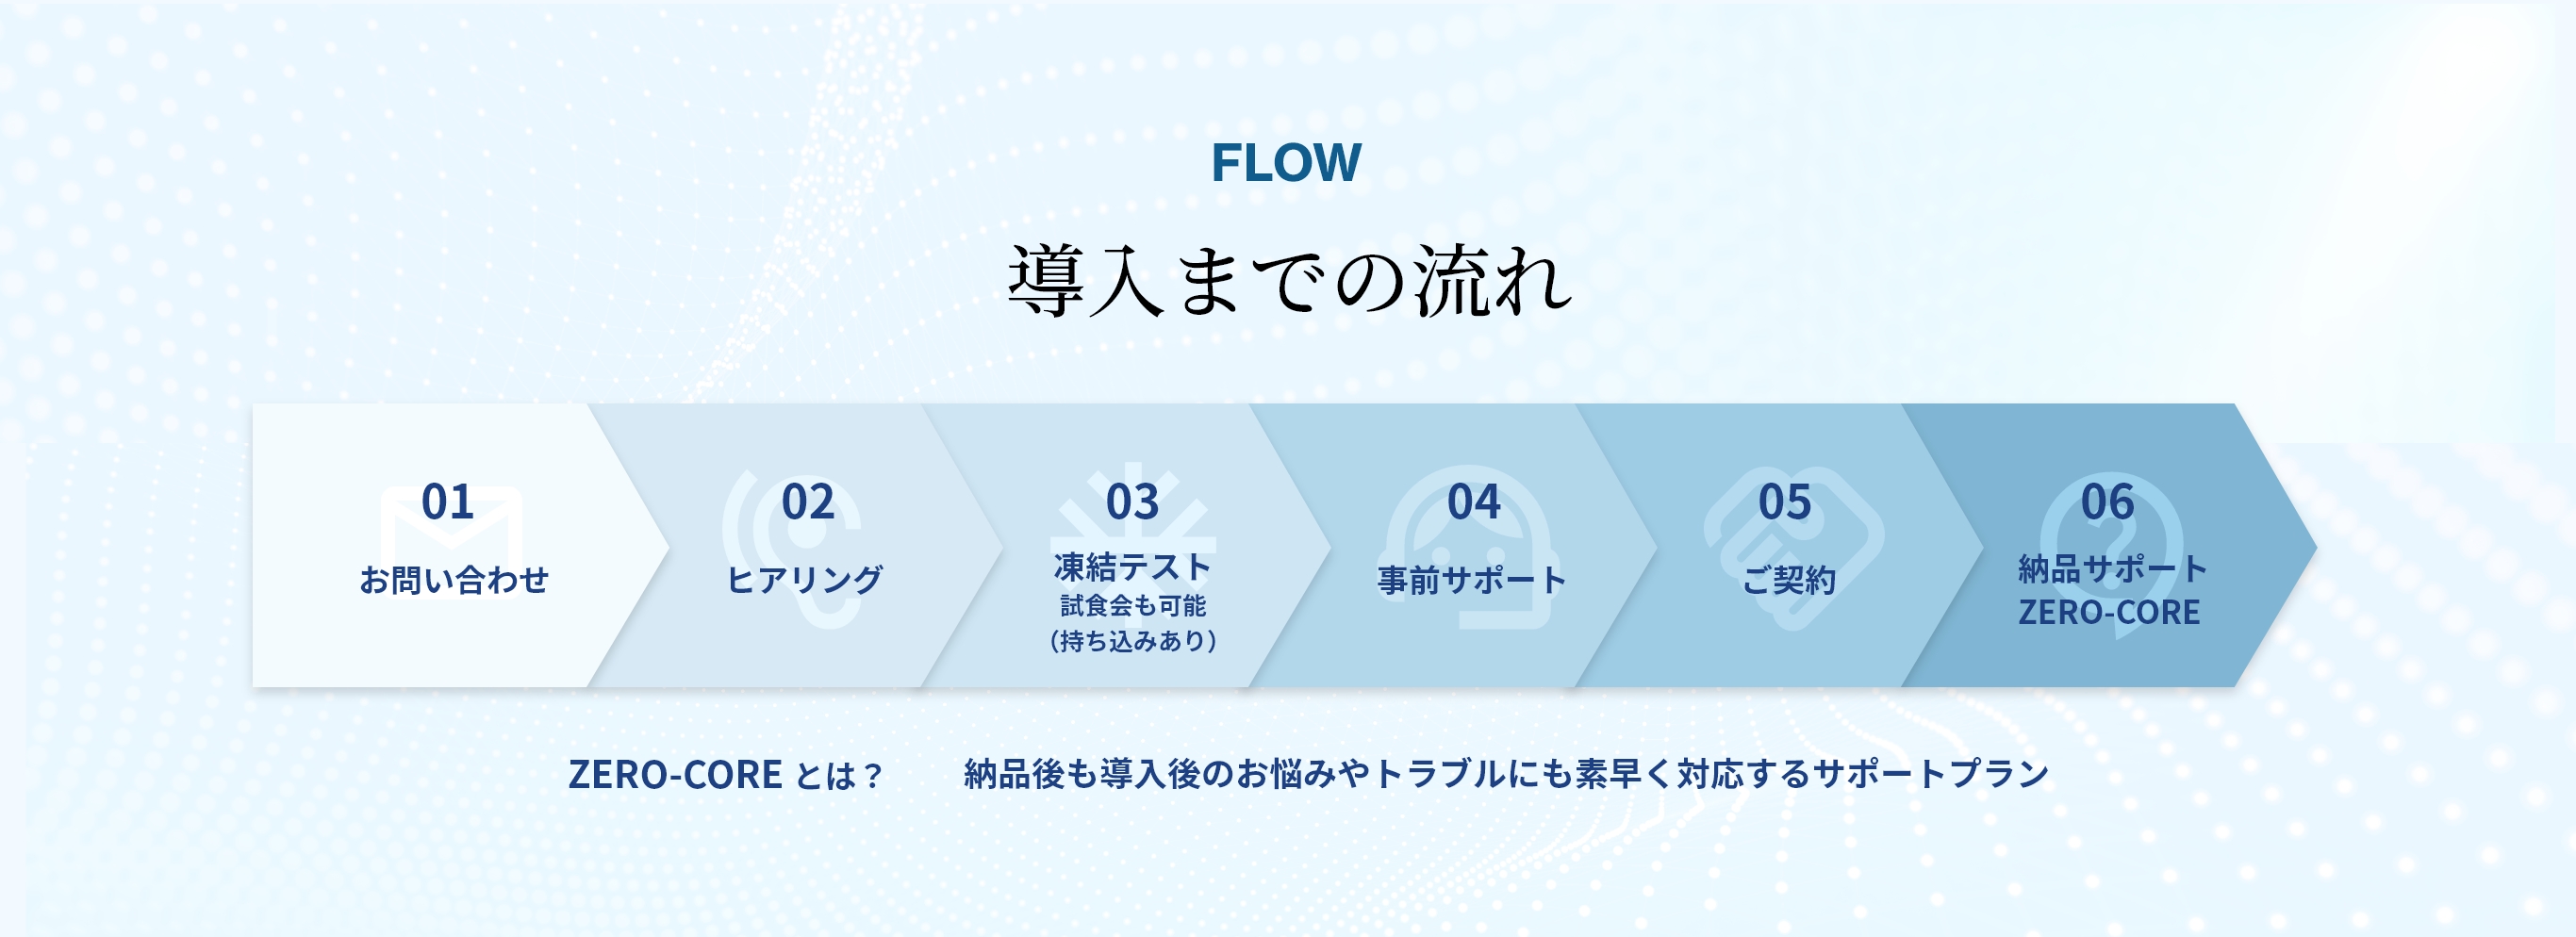 FLOW
導入までの流れ
01
お問い合わせ
02
ヒアリング
03
凍結テスト
試食会も可能
（持ち込みあり）
04
事前サポート
05
ご契約
06
納品サポート
ZERO-CORE
ZERO-CORE とは？ 納品後も導入後のお悩みやトラブルにも素早く対応するサポートプラン